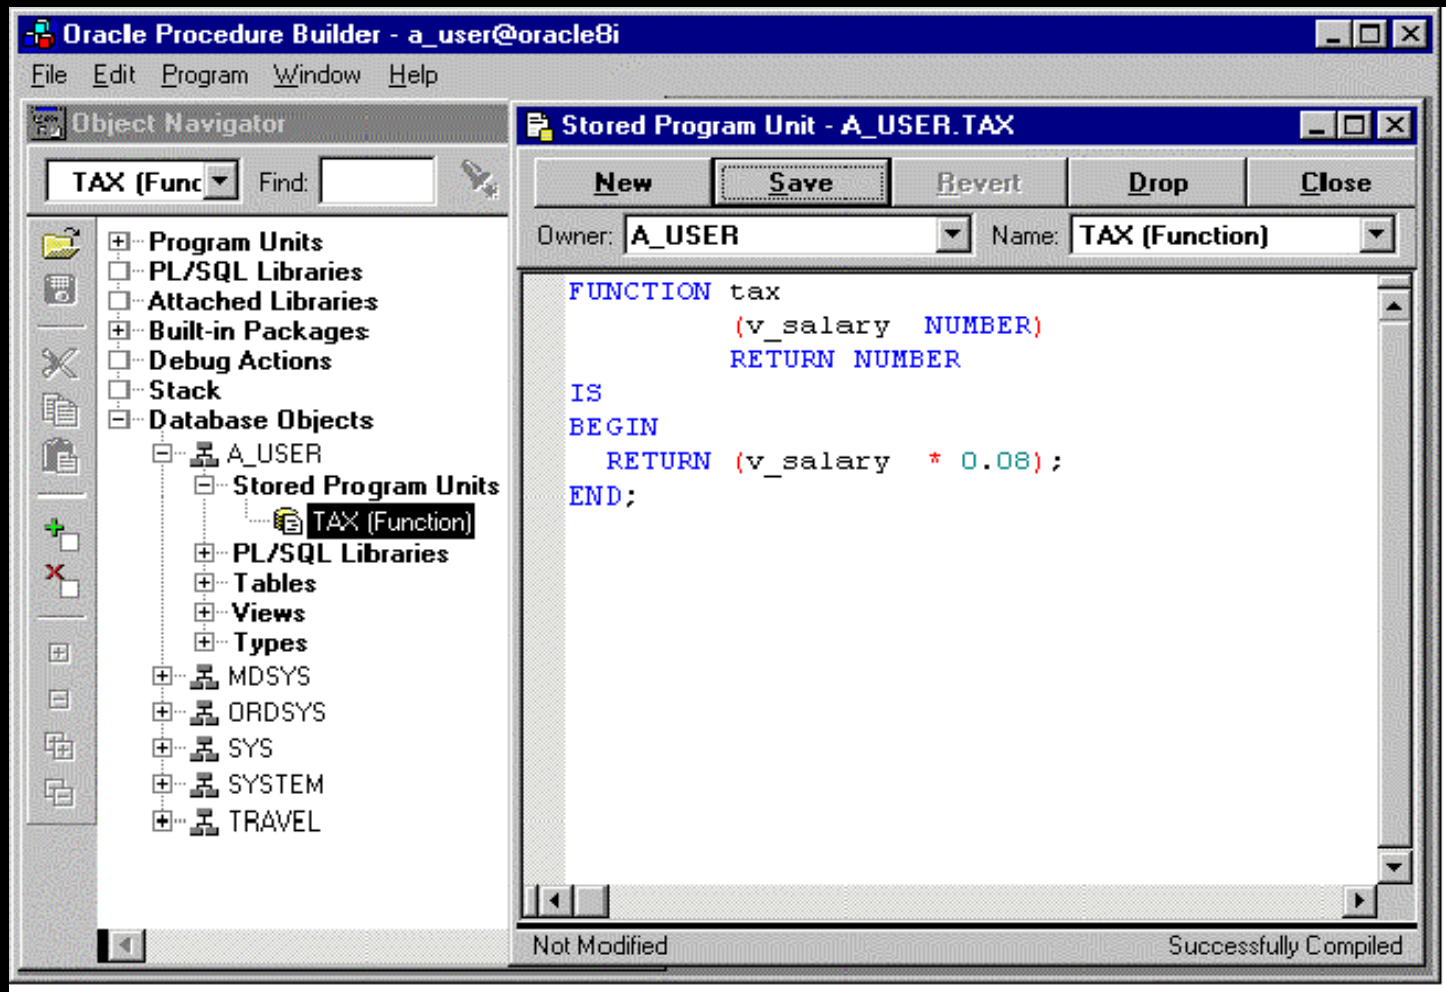 Oracle Procedure Builder - a_user@oracle8i
File Edit Program Window Help
Object Navigator
TAX (Func Find:
Program Units
PL/SQL Libraries
Attached Libraries
Built-in Packages
Debug Actions
Stack
Database Objects
A_USER
Stored Program Units
TAX (Function)
PL/SQL Libraries
Tables
Views
Types
MDSYS
ORDSYS
SYS
SYSTEM
TRAVEL
Stored Program Unit - A_USER.TAX
New Save Revert Drop Close
Owner: A_USER Name: TAX (Function)
FUNCTION tax
(v_salary NUMBER)
RETURN NUMBER
IS
BEGIN
RETURN (v_salary * 0.08);
END;
Not Modified Successfully Compiled